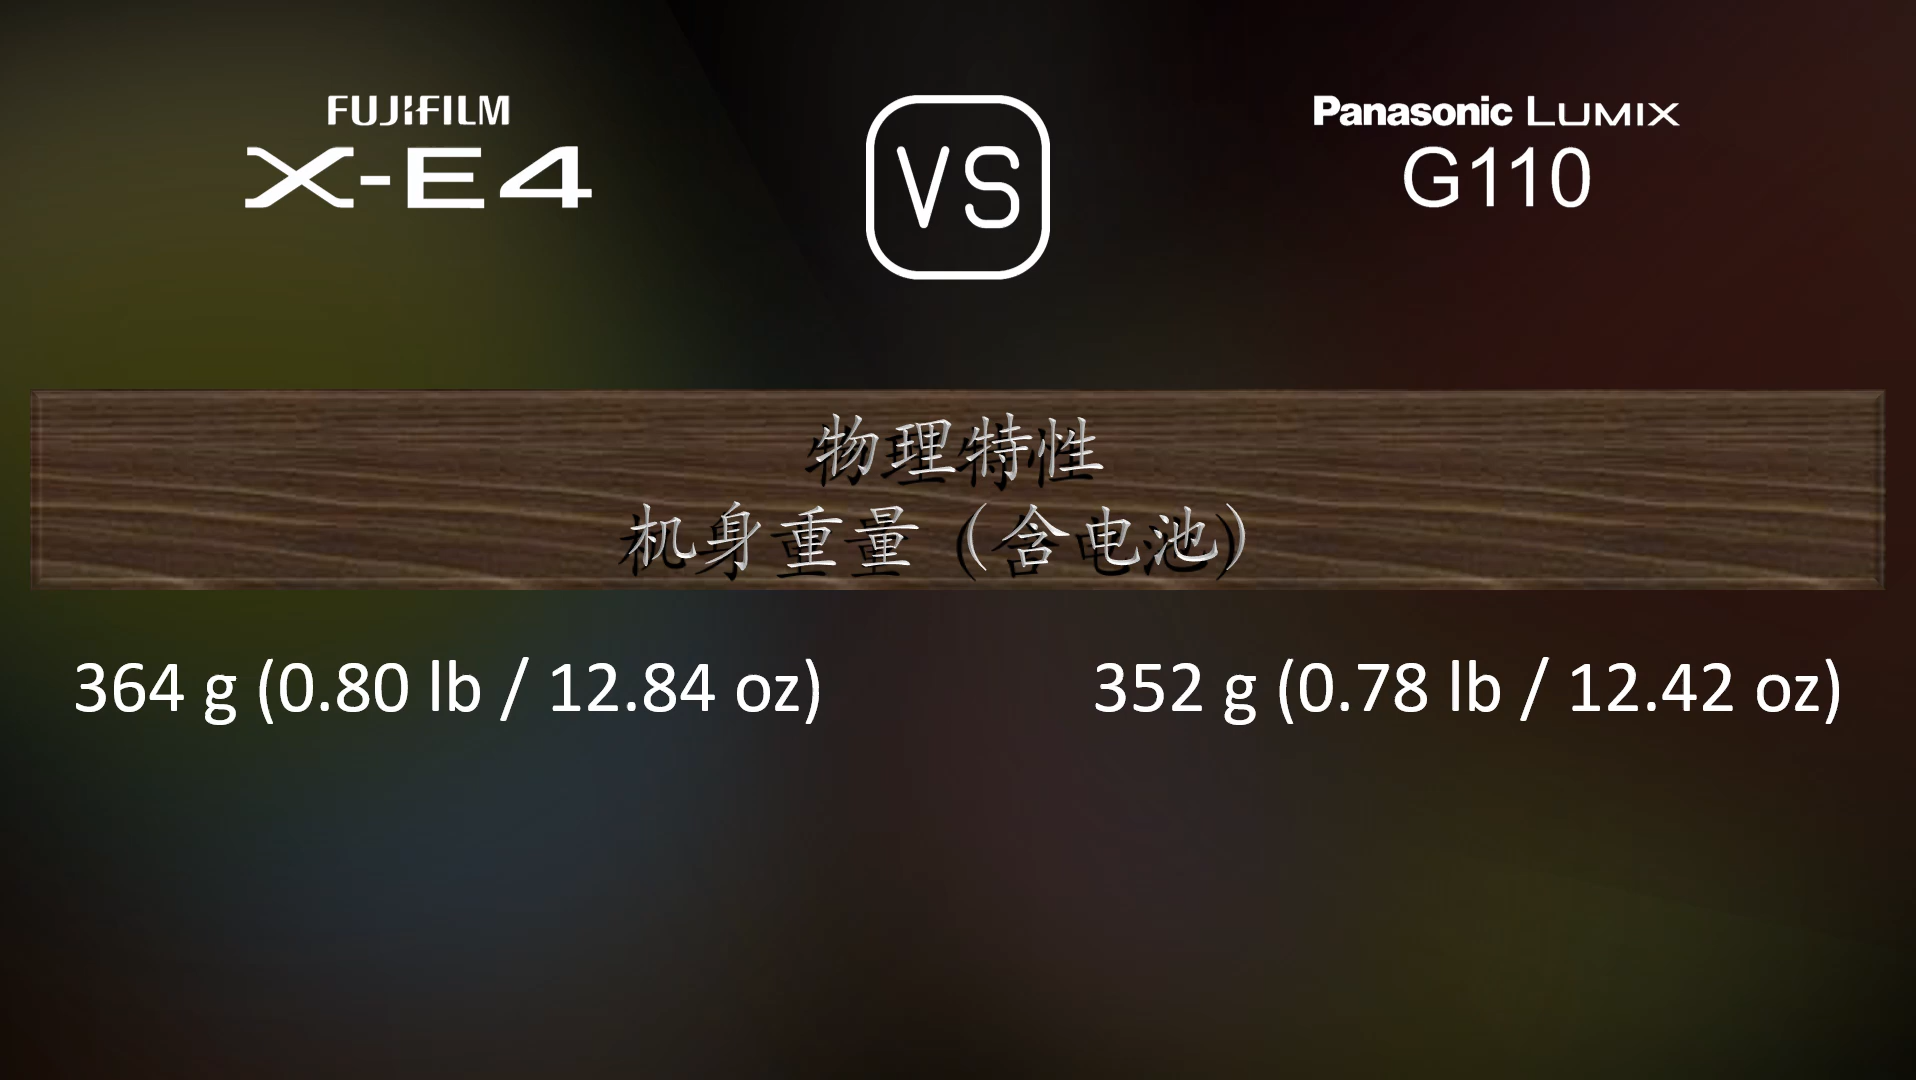 FUJIFILM
X-E4
VS
Panasonic LUMIX
G110
物理特性
机身重量（含电池）
364 g (0.80 lb / 12.84 oz)
352 g (0.78 lb / 12.42 oz)